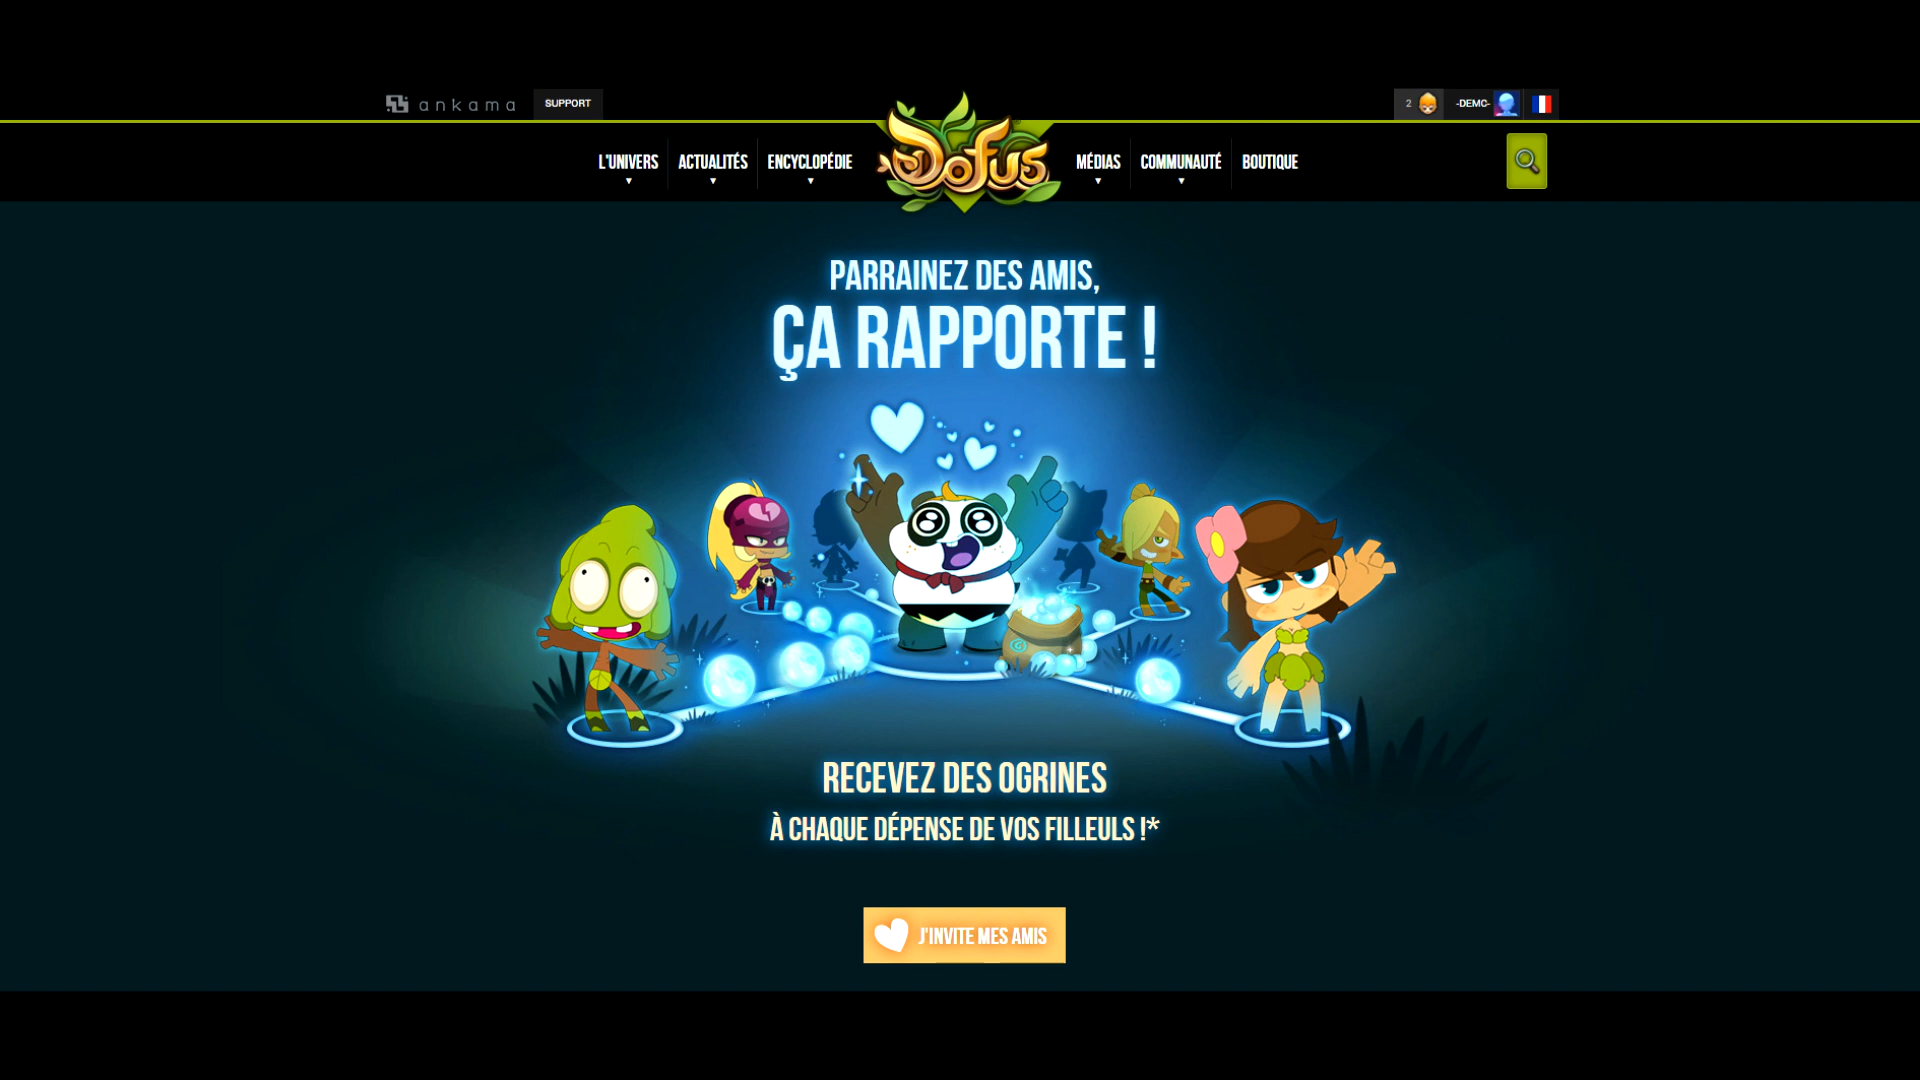 ankama
SUPPORT
2
-DEMC-
L'UNIVERS
ACTUALITÉS
ENCYCLOPÉDIE
DOFUS
MÉDIAS
COMMUNAUTÉ
BOUTIQUE
PARRAINEZ DES AMIS,
ÇA RAPPORTE !
RECEVEZ DES OGRINES
À CHAQUE DÉPENSE DE VOS FILLEULS !*
J'INVITE MES AMIS